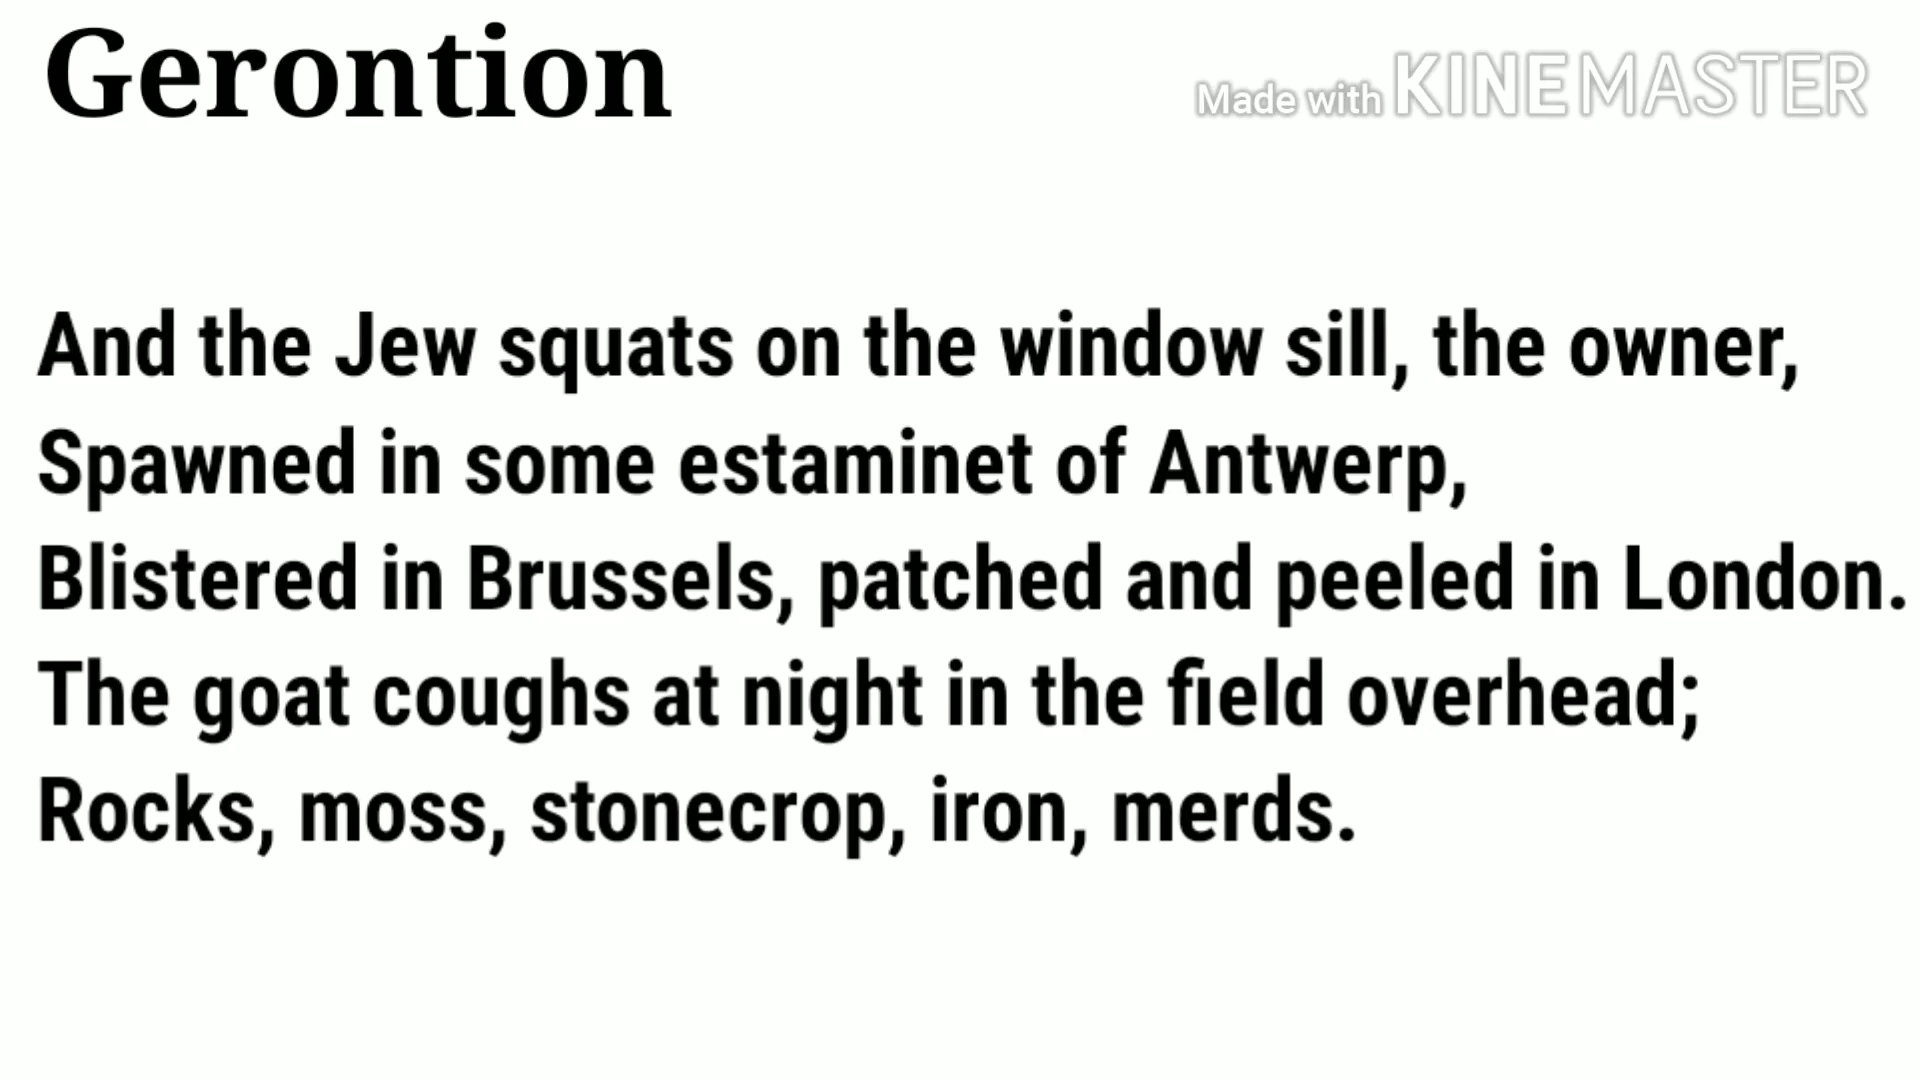 Gerontion
Made with KINEMASTER
And the Jew squats on the window sill, the owner,
Spawned in some estaminet of Antwerp,
Blistered in Brussels, patched and peeled in London.
The goat coughs at night in the field overhead;
Rocks, moss, stonecrop, iron, merds.